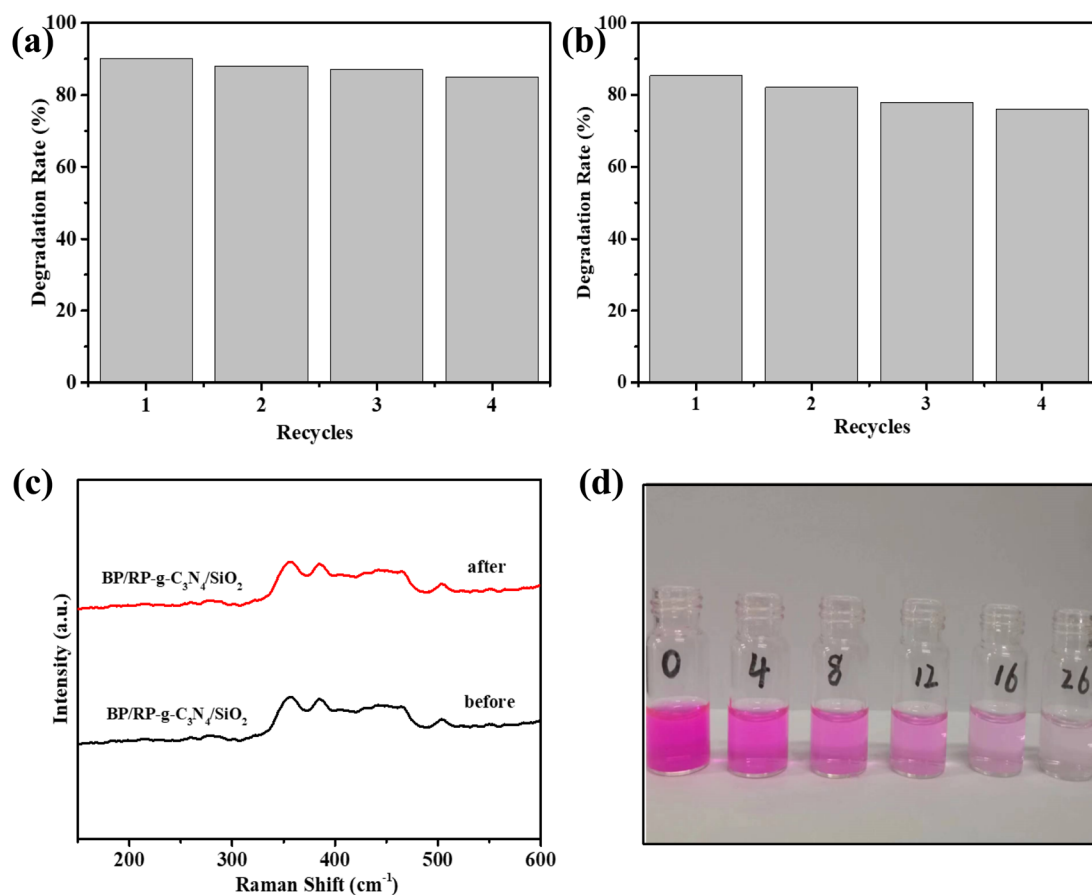 (a)
100
80
60
40
20
0
Degradation Rate (%)
1 2 3 4
Recycles
(b)
100
80
60
40
20
0
Degradation Rate (%)
1 2 3 4
Recycles
(c)
Intensity (a.u.)
BP/RP-g-C₃N₄/SiO₂ after
BP/RP-g-C₃N₄/SiO₂ before
200 300 400 500 600
Raman Shift (cm⁻¹)
(d)
0 4 8 12 16 26